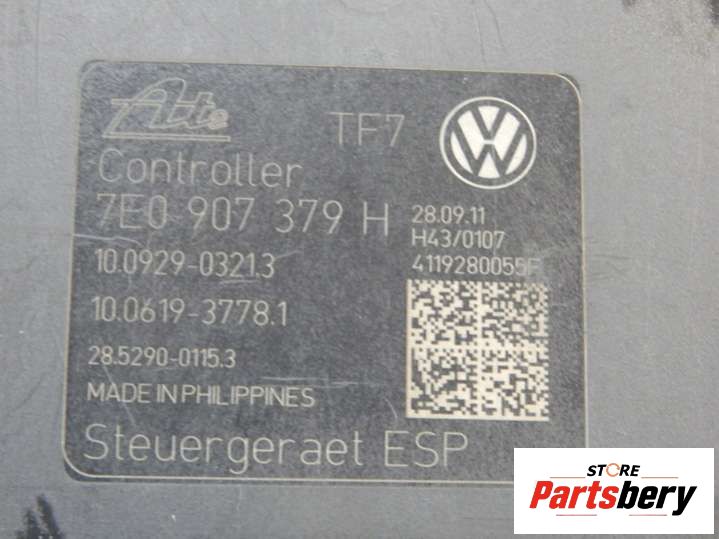 Ate
TF7
Controller
7E0 907 379 H
28.09.11
H43/0107
10.0929-0321.3
4119280055F
10.0619-3778.1
28.5290-0115.3
MADE IN PHILIPPINES
Steuergeraet ESP
STORE
Partsbery